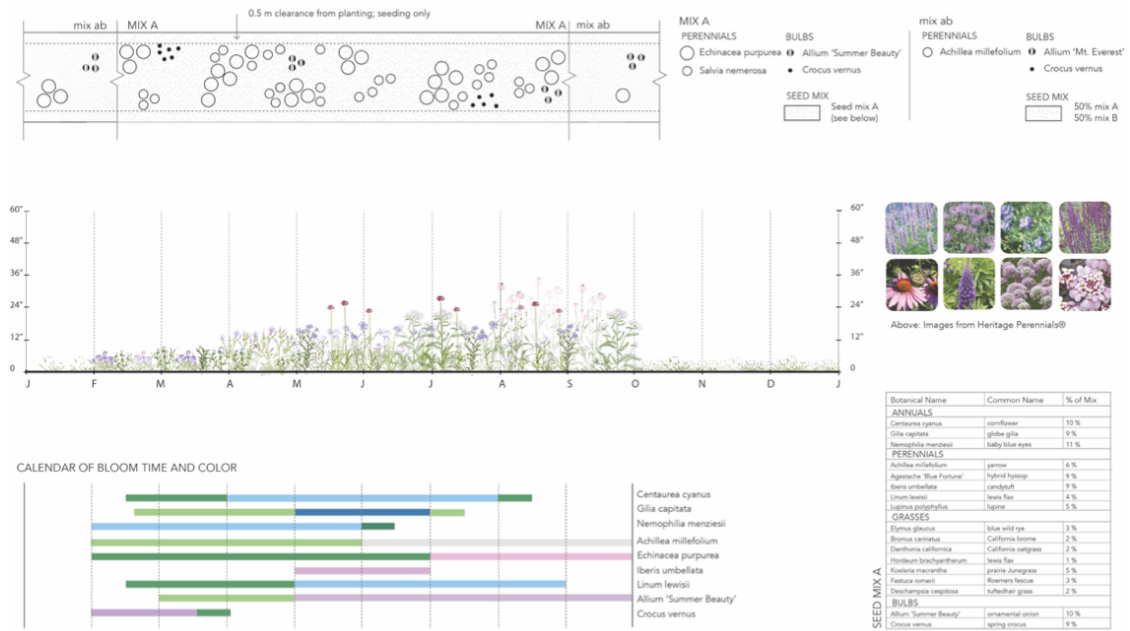 0.5 m clearance from planting; seeding only
mix ab
MIX A
MIX A
mix ab
MIX A
PERENNIALS
Echinacea purpurea
Salvia nemerosa
BULBS
Allium 'Summer Beauty'
Crocus vernus
SEED MIX
Seed mix A
(see below)
mix ab
PERENNIALS
Achillea millefolium
BULBS
Allium 'Mt. Everest'
Crocus vernus
SEED MIX
50% mix A
50% mix B
60" 60"
48" 48"
36" 36"
24" 24"
12" 12"
0 0
J F M A M J J A S O N D J
Above: Images from Heritage Perennials®
CALENDAR OF BLOOM TIME AND COLOR
Centaurea cyanus
Gilia capitata
Nemophilia menziesii
Achillea millefolium
Echinacea purpurea
Iberis umbellata
Linum lewisii
Allium 'Summer Beauty'
Crocus vernus
SEED MIX A
Botanical Name Common Name % of Mix
ANNUALS
Centaurea cyanus cornflower 10 %
Gilia capitata globe gilia 9 %
Nemophilia menziesii baby blue eyes 11 %
PERENNIALS
Achillea millefolium yarrow 6 %
Agastache 'Blue Fortune' hybrid hyssop 9 %
Iberis umbellata candytuft 9 %
Linum lewisii lewis flax 4 %
Lupinus polyphyllus lupine 5 %
GRASSES
Elymus glaucus blue wild rye 3 %
Bromus carinatus California brome 2 %
Danthonia californica California oatgrass 2 %
Hordeum brachyantherum lewis flax 1 %
Koeleria macrantha prairie Junegrass 5 %
Festuca romerii Roemers fescue 3 %
Deschampsia cespitosa tuftedhair grass 2 %
BULBS
Allium 'Summer Beauty' ornamental onion 10 %
Crocus vernus spring crocus 9 %